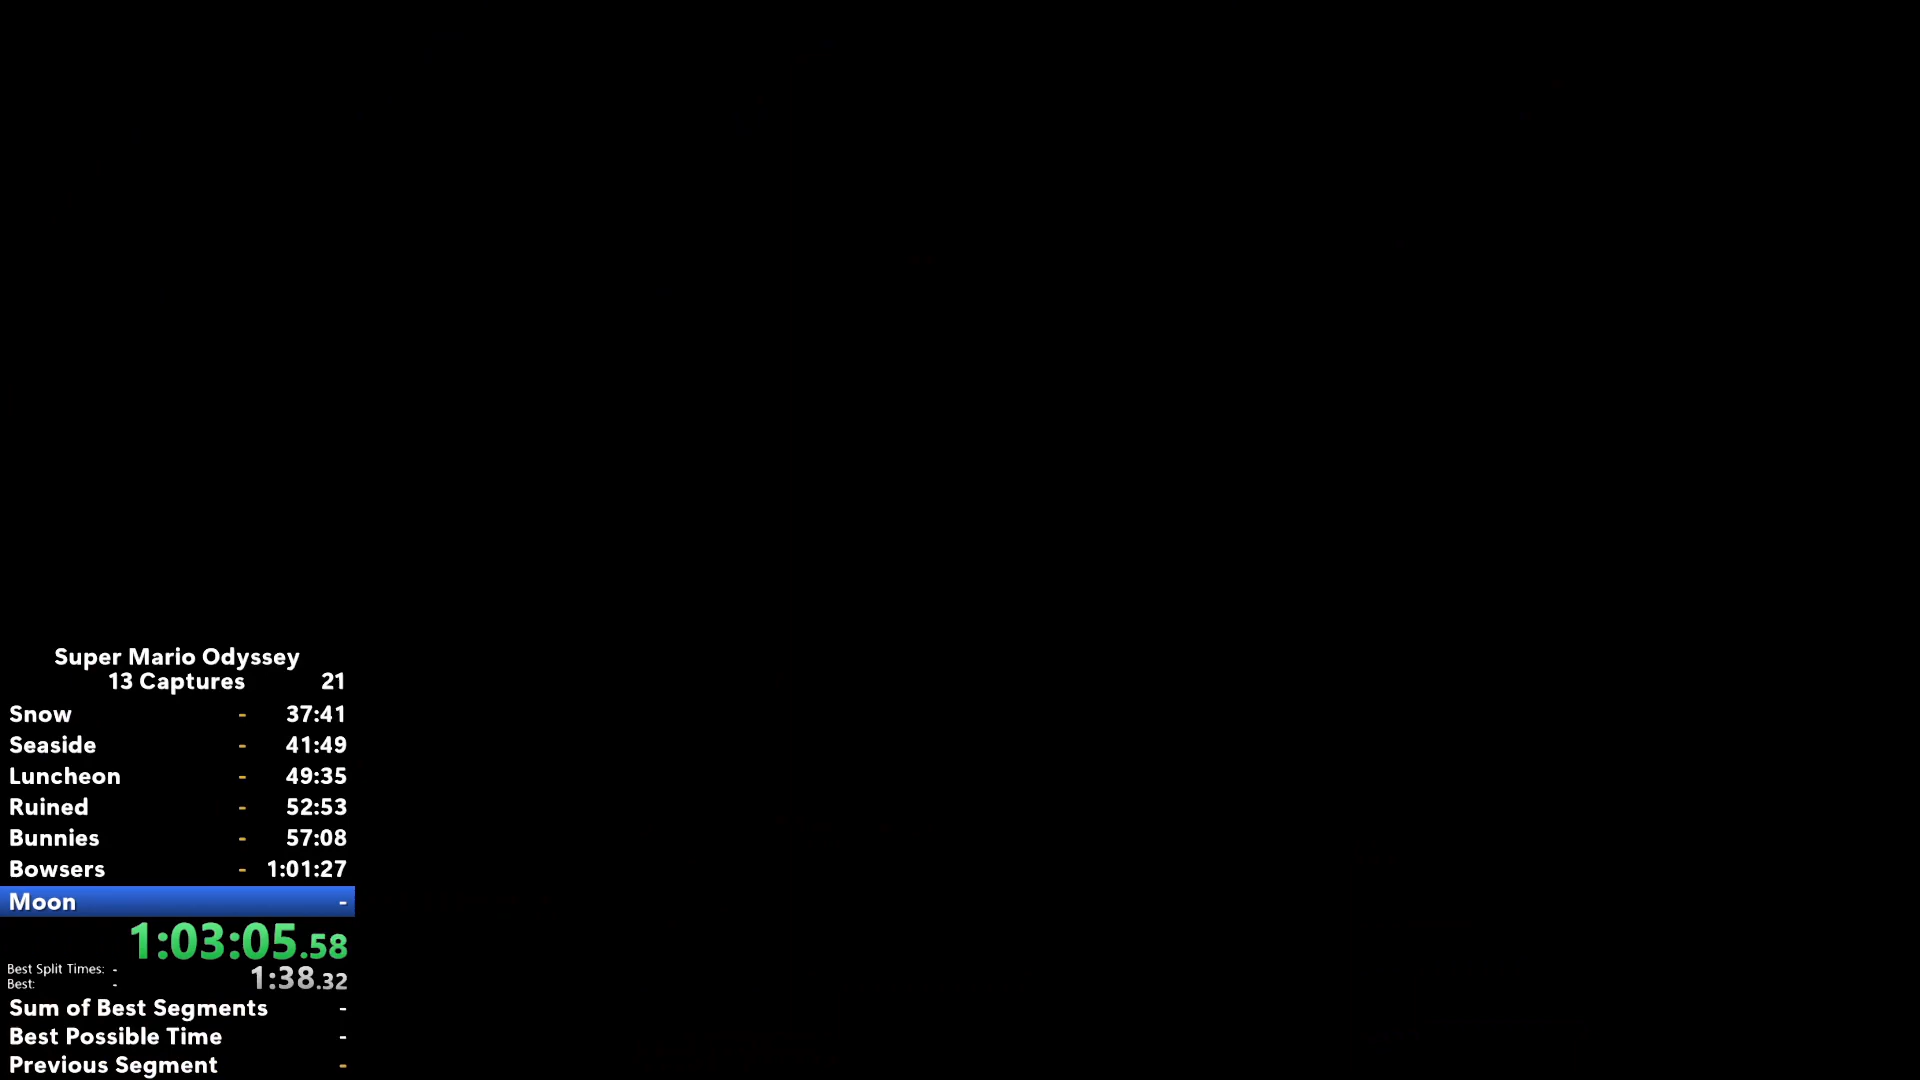 Super Mario Odyssey
13 Captures 21
Snow - 37:41
Seaside - 41:49
Luncheon - 49:35
Ruined - 52:53
Bunnies - 57:08
Bowsers - 1:01:27
Moon -
1:03:05.58
Best Split Times: -
Best: - 1:38.32
Sum of Best Segments -
Best Possible Time -
Previous Segment -